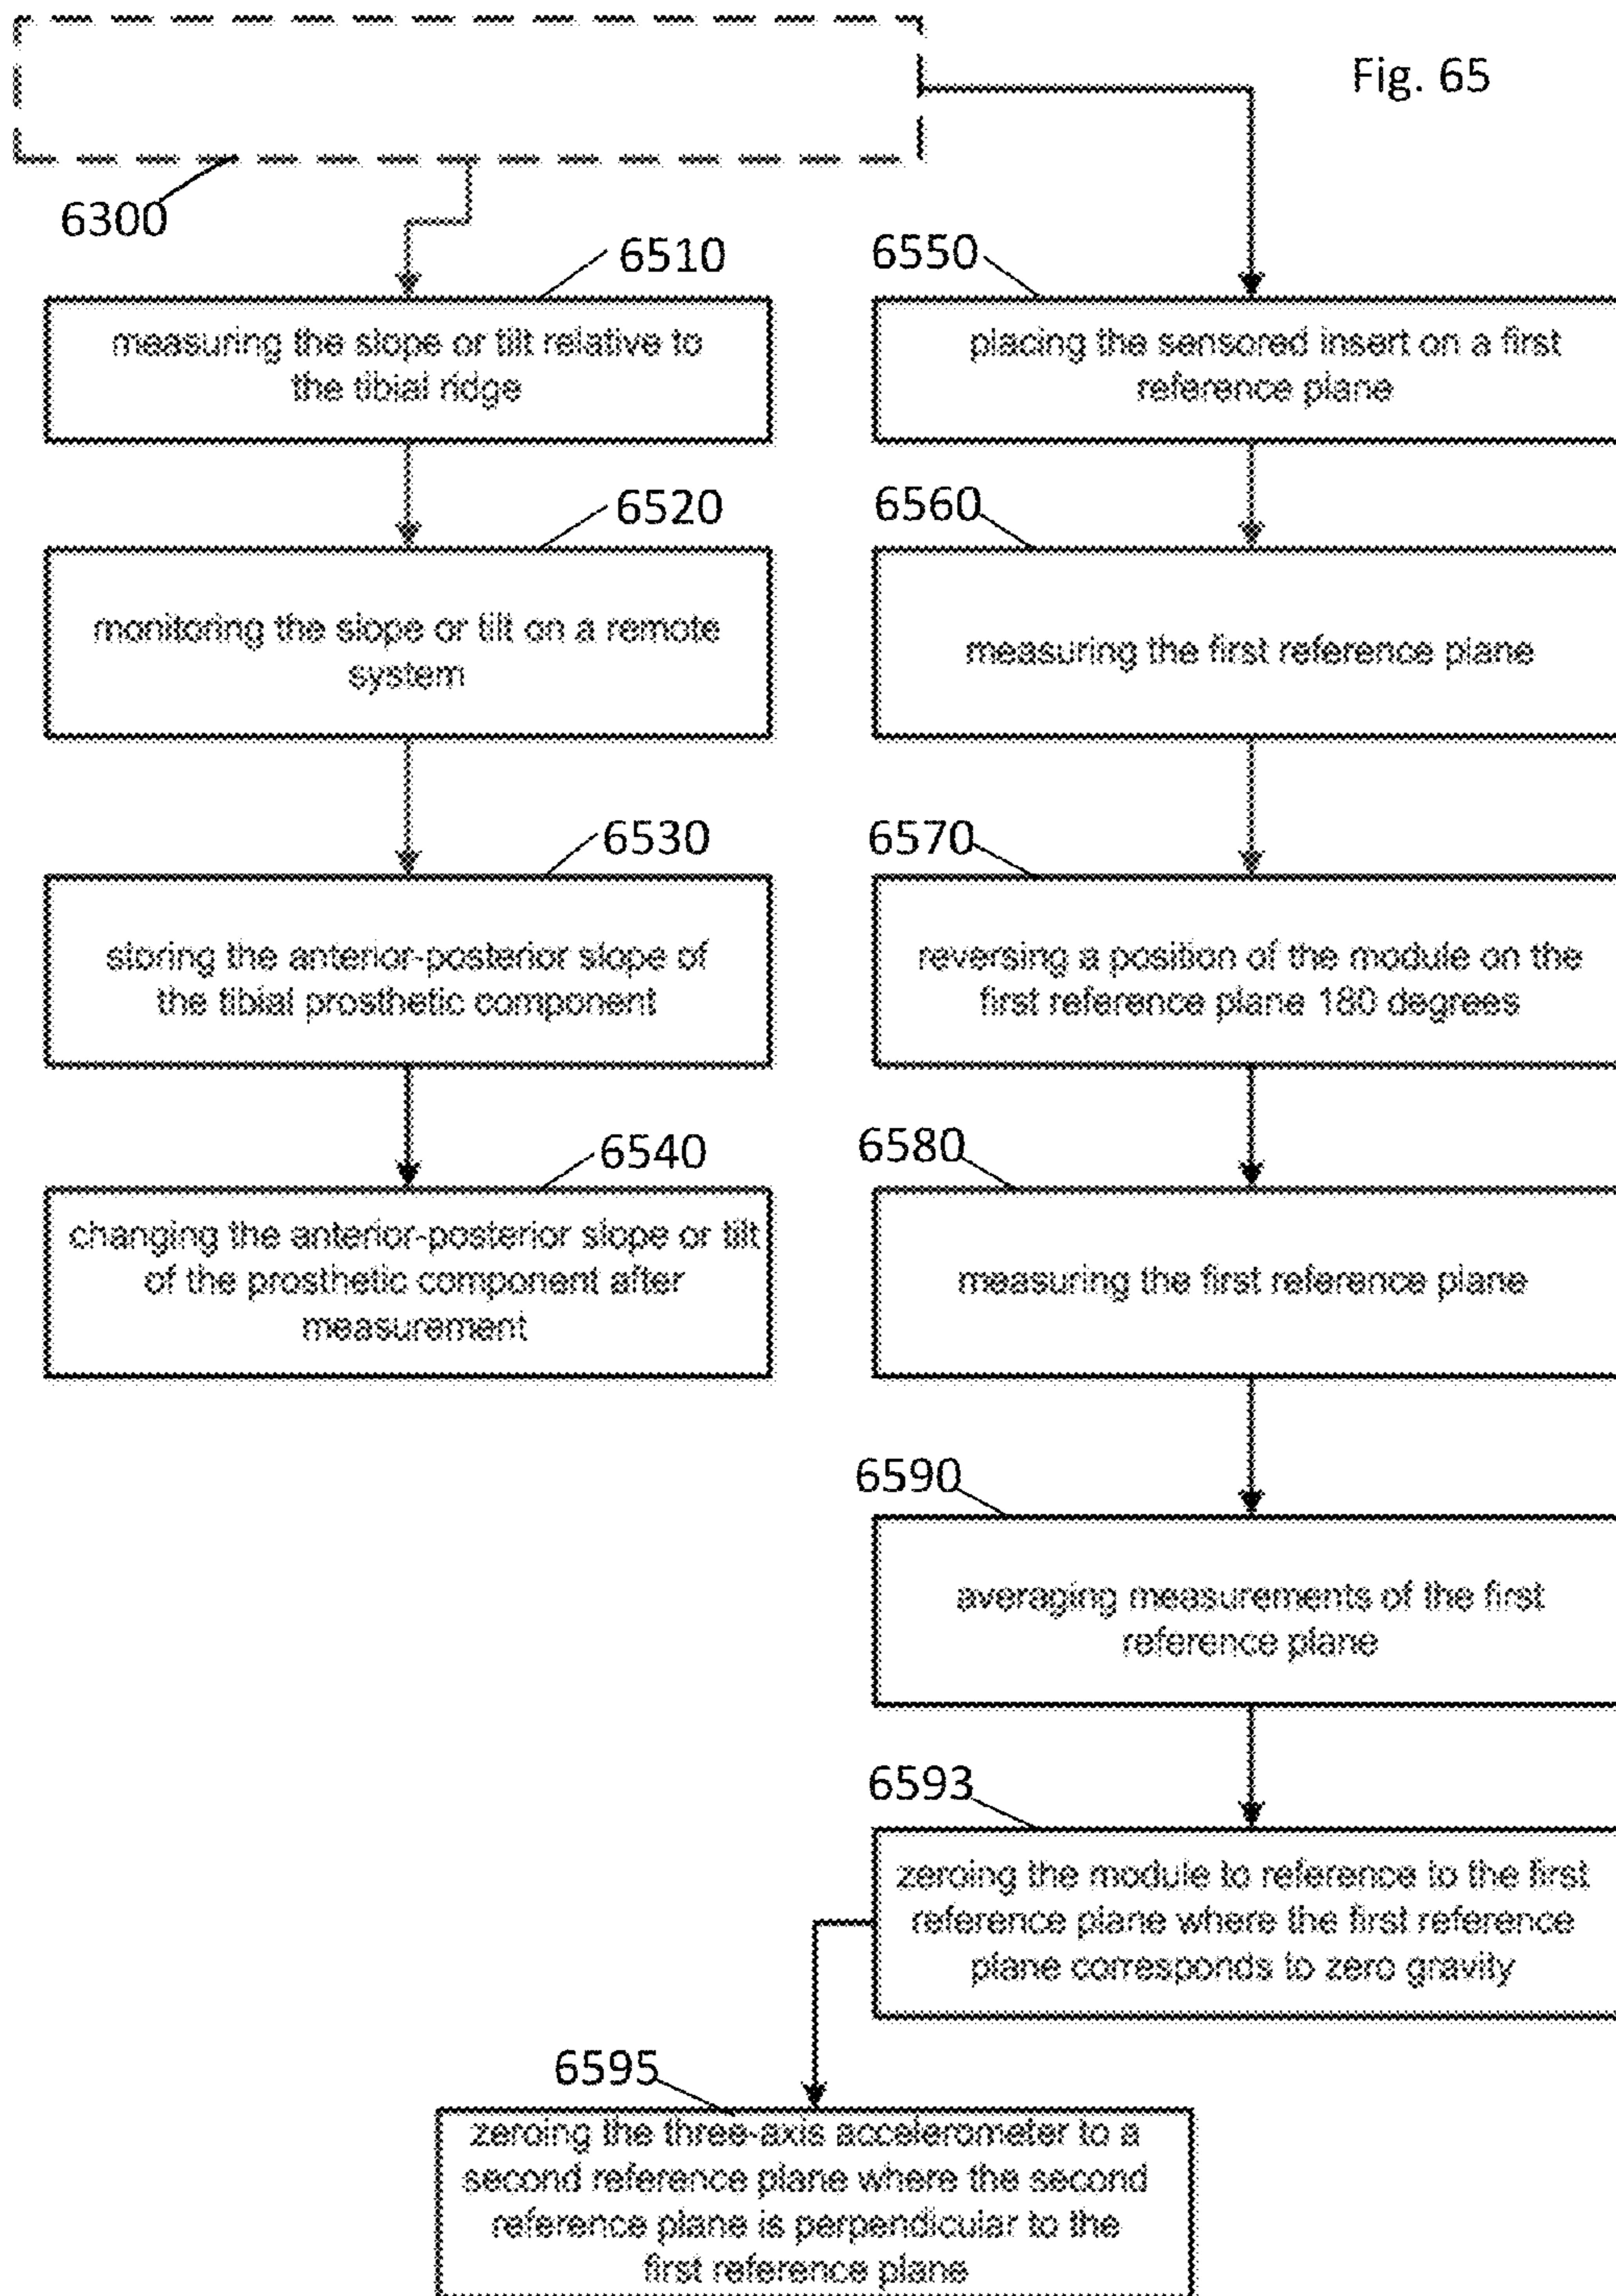 Fig. 65
6300
6510
measuring the slope or tilt relative to
the tibial ridge
6520
monitoring the slope or tilt on a remote
system
6530
storing the anterior-posterior slope of
the tibial prosthetic component
6540
changing the anterior-posterior slope or tilt
of the prosthetic component after
measurement
6550
placing the sensored insert on a first
reference plane
6560
measuring the first reference plane
6570
reversing a position of the module on the
first reference plane 180 degrees
6580
measuring the first reference plane
6590
averaging measurements of the first
reference plane
6593
zeroing the module to reference to the first
reference plane where the first reference
plane corresponds to zero gravity
6595
zeroing the three-axis accelerometer to a
second reference plane where the second
reference plane is perpendicular to the
first reference plane